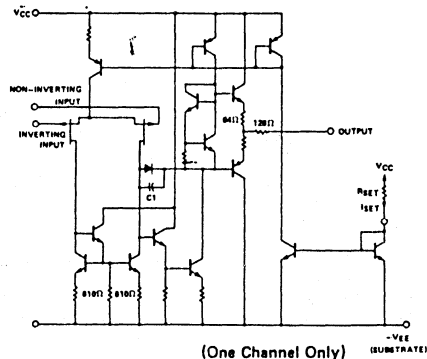 VCC
NON-INVERTING
INPUT
INVERTING
INPUT
64Ω
128Ω
OUTPUT
C1
VCC
RSET
ISET
810Ω
810Ω
-VEE
(SUBSTRATE)
(One Channel Only)